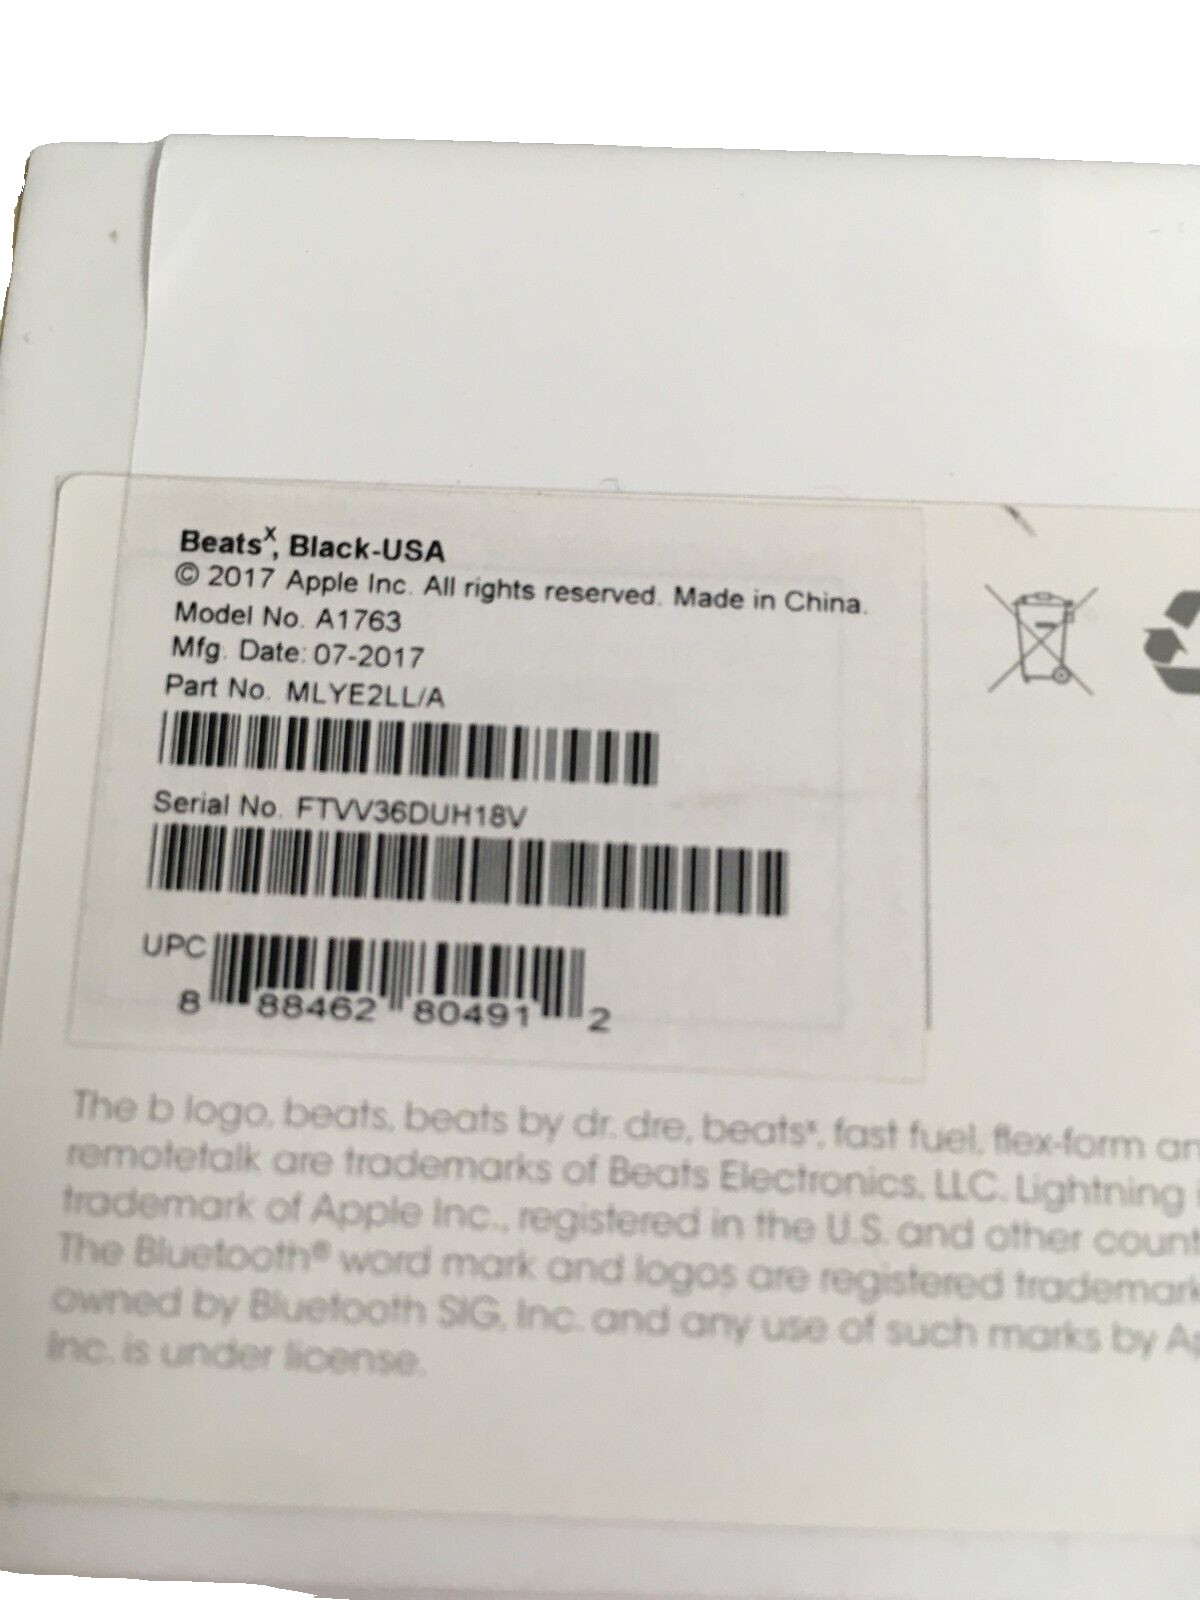 Beatsˣ, Black-USA
© 2017 Apple Inc. All rights reserved. Made in China.
Model No. A1763
Mfg. Date: 07-2017
Part No. MLYE2LL/A
Serial No. FTVV36DUH18V
UPC
8 88462 80491 2
The b logo, beats, beats by dr. dre, beatsˣ, fast fuel, flex-form an
remotetalk are trademarks of Beats Electronics, LLC. Lightning
trademark of Apple Inc., registered in the U.S. and other count
The Bluetooth® word mark and logos are registered trademark
owned by Bluetooth SIG, Inc. and any use of such marks by Ap
Inc. is under license.